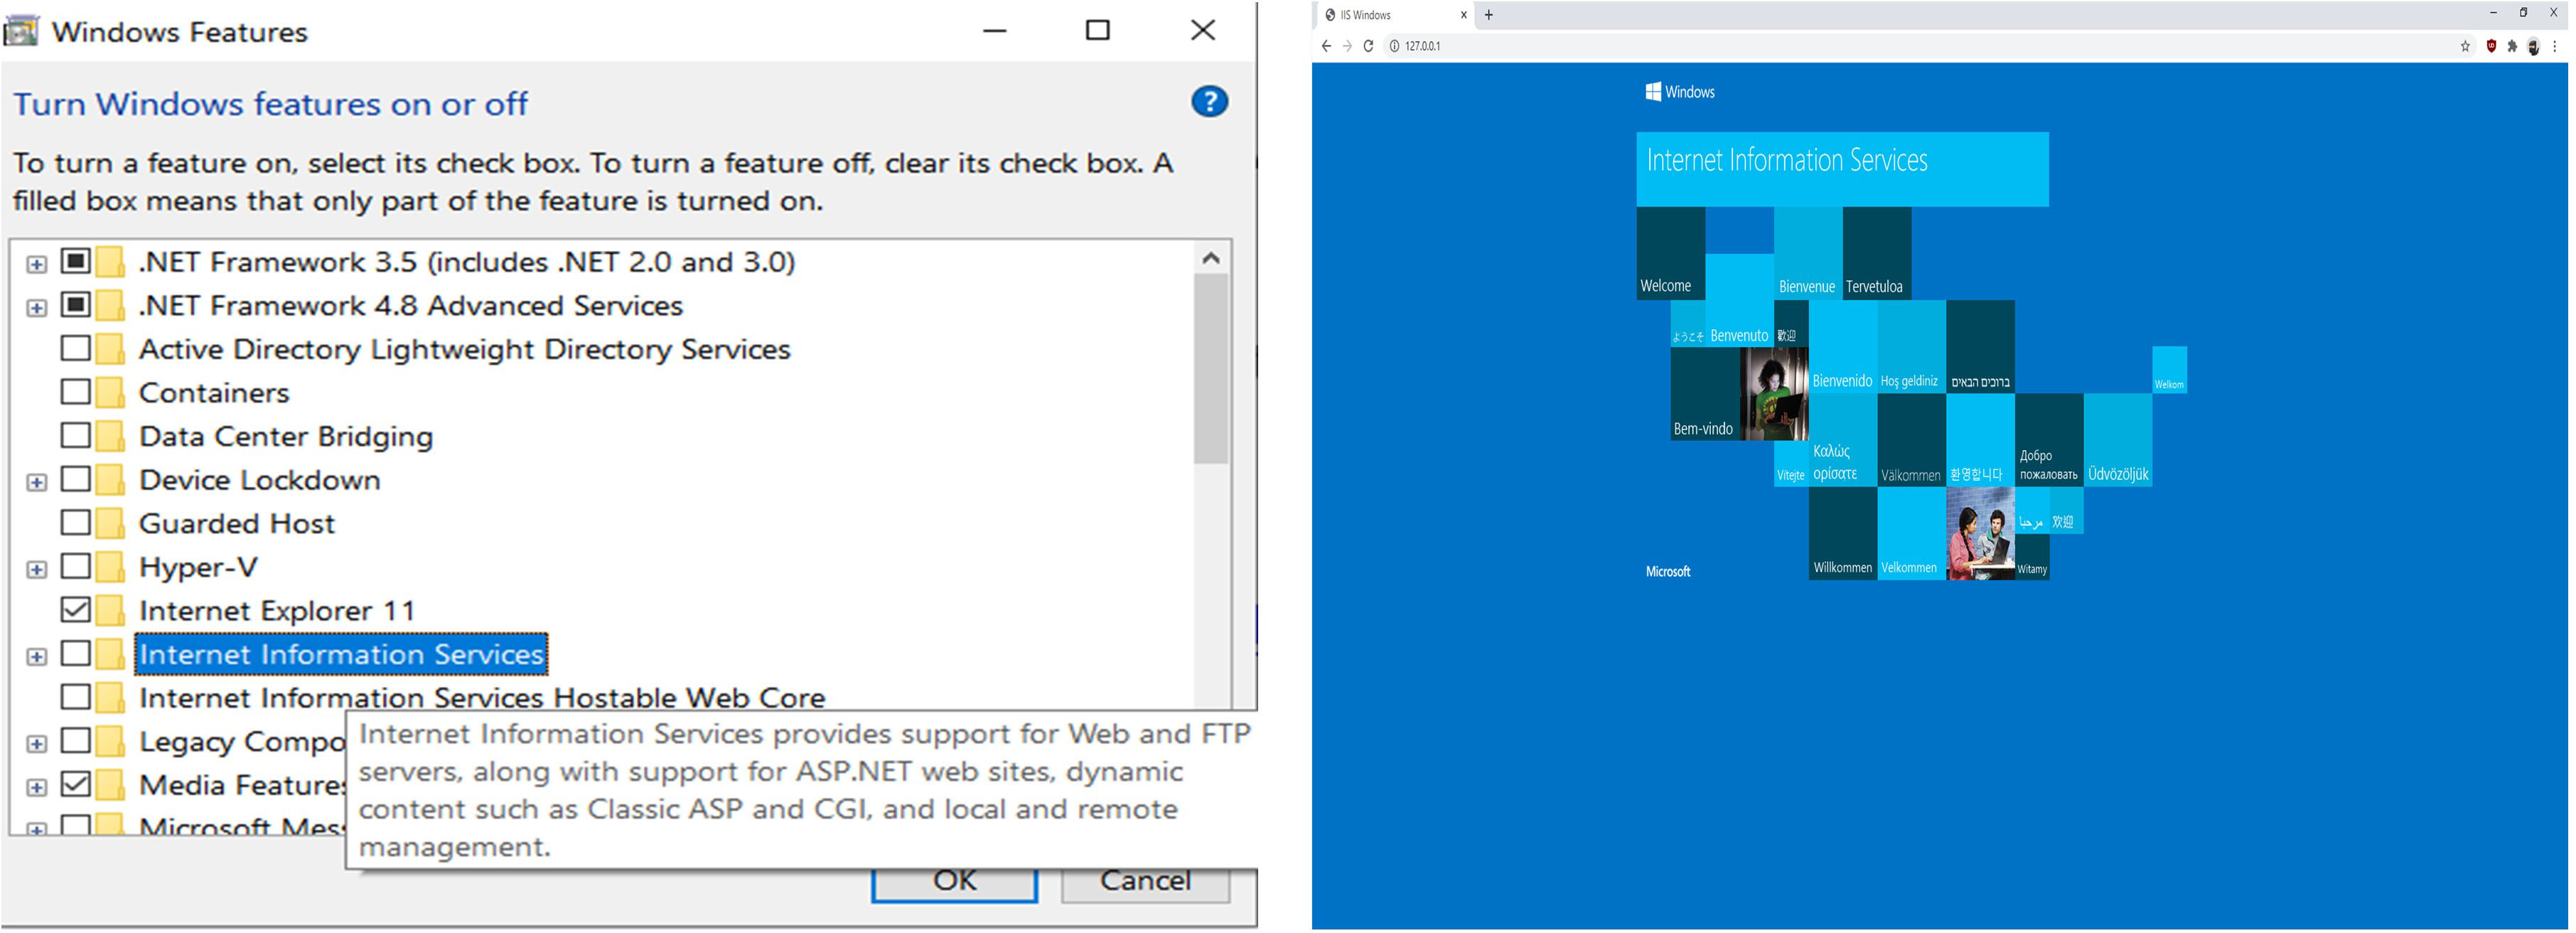 Windows Features
Turn Windows features on or off
To turn a feature on, select its check box. To turn a feature off, clear its check box. A
filled box means that only part of the feature is turned on.
.NET Framework 3.5 (includes .NET 2.0 and 3.0)
.NET Framework 4.8 Advanced Services
Active Directory Lightweight Directory Services
Containers
Data Center Bridging
Device Lockdown
Guarded Host
Hyper-V
Internet Explorer 11
Internet Information Services
Internet Information Services Hostable Web Core
Legacy Compo
Media Features
Microsoft Mess
Internet Information Services provides support for Web and FTP
servers, along with support for ASP.NET web sites, dynamic
content such as Classic ASP and CGI, and local and remote
management.
OK Cancel
IIS Windows
127.0.0.1
Windows
Internet Information Services
Welcome
Bienvenue
Tervetuloa
ようこそ
Benvenuto
歡迎
Bienvenido
Hoş geldiniz
ברוכים הבאים
Welkom
Bem-vindo
Vítejte
Καλώς
ορίσατε
Välkommen
환영합니다
Добро
пожаловать
Üdvözöljük
مرحبا
欢迎
Willkommen
Velkommen
Witamy
Microsoft